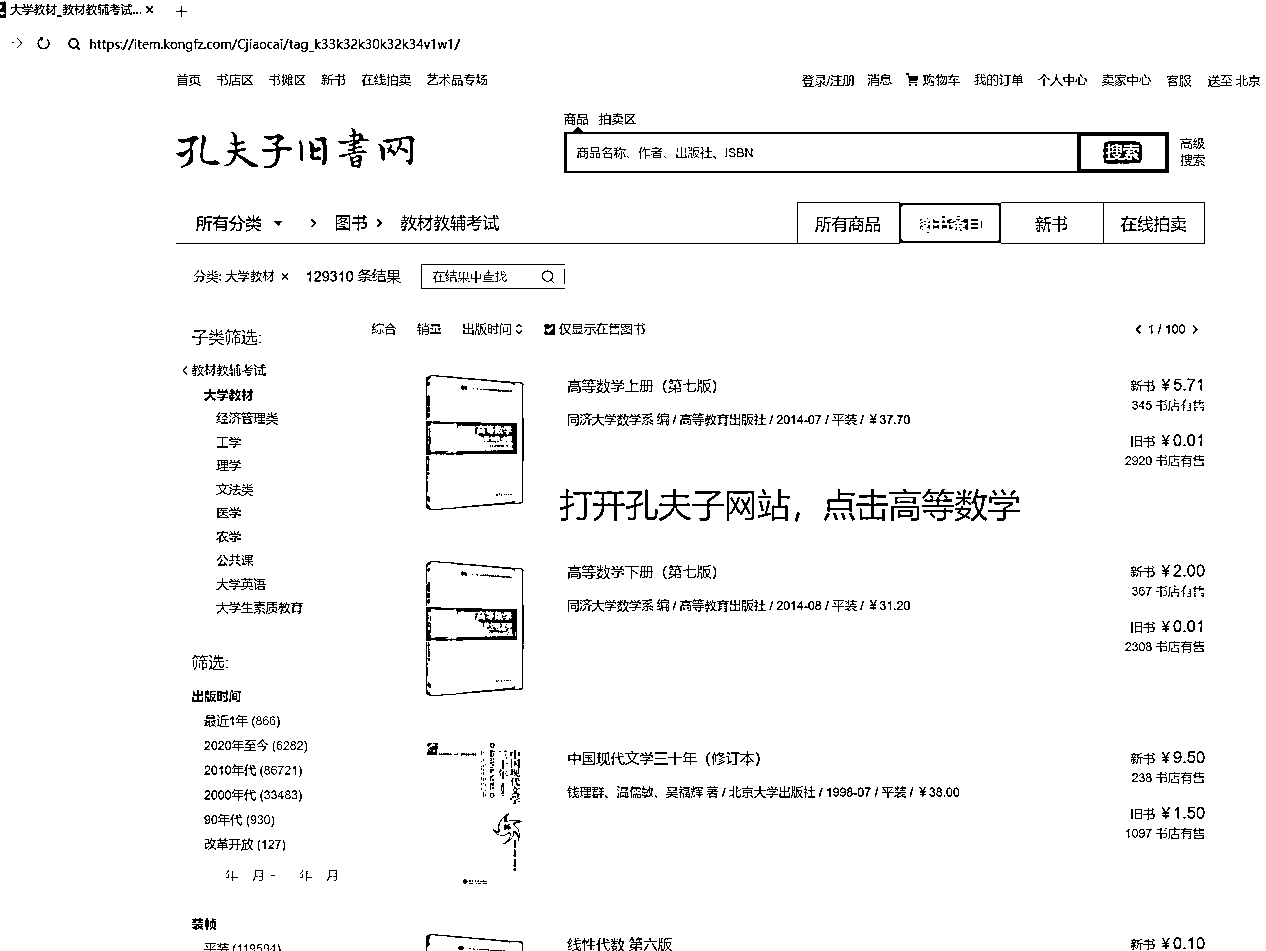 大学教材_教材教辅考试... ×  +
https://item.kongfz.com/Cjiaocai/tag_k33k32k30k32k34v1w1/
首页 书店区 书摊区 新书 在线拍卖 艺术品专场 登录/注册 消息 购物车 我的订单 个人中心 卖家中心 客服 送至 北京
商品 拍卖区
孔夫子旧書网
商品名称、作者、出版社、ISBN 搜索 高级搜索
所有分类 > 图书 > 教材教辅考试 所有商品 新书 在线拍卖
分类: 大学教材 × 129310 条结果 在结果中查找
子类筛选:
教材教辅考试
大学教材
经济管理类
工学
理学
文法类
医学
农学
公共课
大学英语
大学生素质教育
筛选:
出版时间
最近1年 (866)
2020年至今 (6282)
2010年代 (86721)
2000年代 (33483)
90年代 (930)
改革开放 (127)
年 月 - 年 月
装帧
平装 (119594)
综合 销量 出版时间 仅显示在售图书 < 1 / 100 >
高等数学上册（第七版） 新书 ¥5.71
同济大学数学系 编 / 高等教育出版社 / 2014-07 / 平装 / ¥37.70 345 书店有售
旧书 ¥0.01
2920 书店有售
打开孔夫子网站，点击高等数学
高等数学下册（第七版） 新书 ¥2.00
同济大学数学系 编 / 高等教育出版社 / 2014-08 / 平装 / ¥31.20 367 书店有售
旧书 ¥0.01
2308 书店有售
中国现代文学三十年（修订本） 新书 ¥9.50
钱理群、温儒敏、吴福辉 著 / 北京大学出版社 / 1998-07 / 平装 / ¥38.00 238 书店有售
旧书 ¥1.50
1097 书店有售
线性代数 第六版 新书 ¥0.10